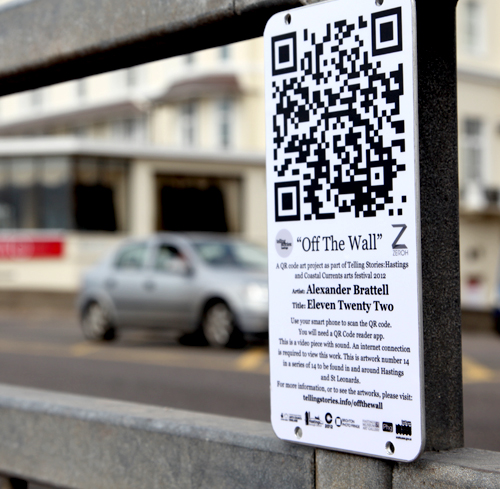 "Off The Wall"
Z
ZEROH
A QR code art project as part of Telling Stories:Hastings
and Coastal Currents arts festival 2012
Artist: Alexander Brattell
Title: Eleven Twenty Two
Use your smart phone to scan the QR code.
You will need a QR Code reader app.
This is a video piece with sound. An internet connection
is required to view this work. This is artwork number 14
in a series of 14 to be found in and around Hastings
and St Leonards.
For more information, or to see the artworks, please visit:
tellingstories.info/offthewall